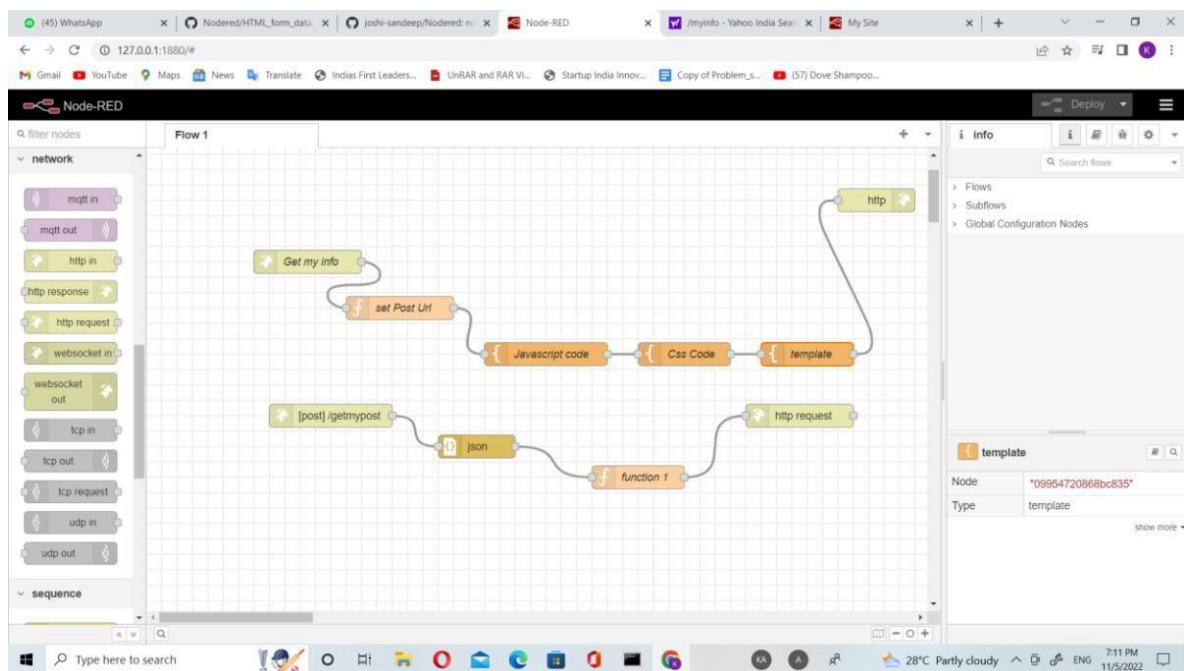 (45) WhatsApp
Nodered/HTML_form_data_
joshi-sandeep/Nodered: no
Node-RED
/myinfo - Yahoo India Sear
My Site
127.0.0.1:1880/#
K
Gmail YouTube Maps News Translate Indias First Leaders... UnRAR and RAR Vi... Startup India Innov... Copy of Problem_s... (57) Dove Shampoo...
Node-RED
Deploy
filter nodes
Flow 1
info
network
Search flows
mqtt in
http
Flows
Subflows
mqtt out
Global Configuration Nodes
http in
Get my info
http response
set Post Url
http request
websocket in
Javascript code
Css Code
template
websocket
out
[post] /getmypost
http request
tcp in
json
template
tcp out
function 1
Node
"09954720868bc835"
tcp request
Type
template
udp in
show more
udp out
sequence
Type here to search
KA
A
28°C Partly cloudy
ENG
7:11 PM
11/5/2022